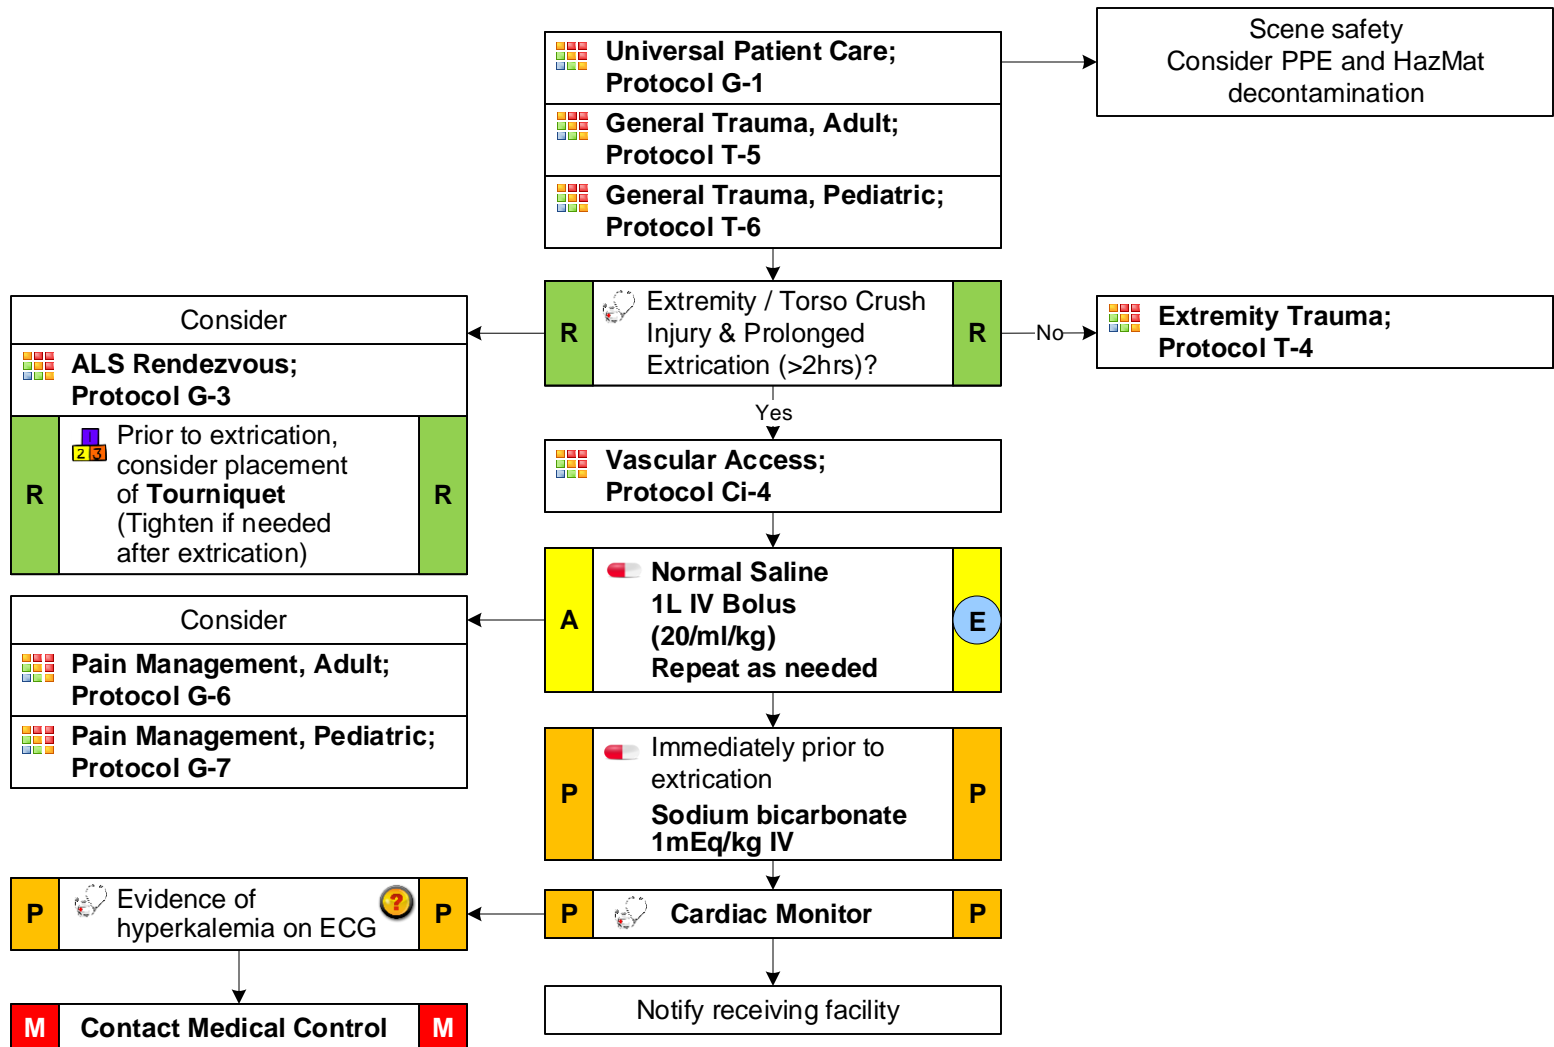 Universal Patient Care;
Protocol G-1
General Trauma, Adult;
Protocol T-5
General Trauma, Pediatric;
Protocol T-6
Scene safety
Consider PPE and HazMat
decontamination
R
Extremity / Torso Crush
Injury & Prolonged
Extrication (>2hrs)?
R
No
Extremity Trauma;
Protocol T-4
Consider
ALS Rendezvous;
Protocol G-3
R
1
2 3
Prior to extrication,
consider placement
of Tourniquet
(Tighten if needed
after extrication)
R
Yes
Vascular Access;
Protocol Ci-4
A
Normal Saline
1L IV Bolus
(20/ml/kg)
Repeat as needed
E
Consider
Pain Management, Adult;
Protocol G-6
Pain Management, Pediatric;
Protocol G-7
P
Immediately prior to
extrication
Sodium bicarbonate
1mEq/kg IV
P
P
Cardiac Monitor
P
P
Evidence of
hyperkalemia on ECG
?
P
Notify receiving facility
M
Contact Medical Control
M